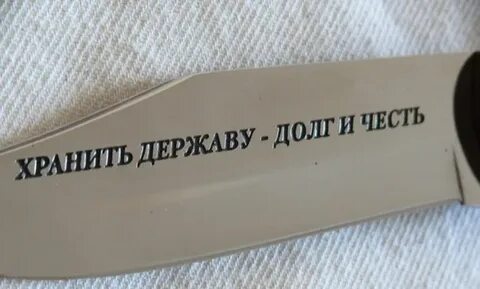 ХРАНИТЬ ДЕРЖАВУ - ДОЛГ И ЧЕСТЬ